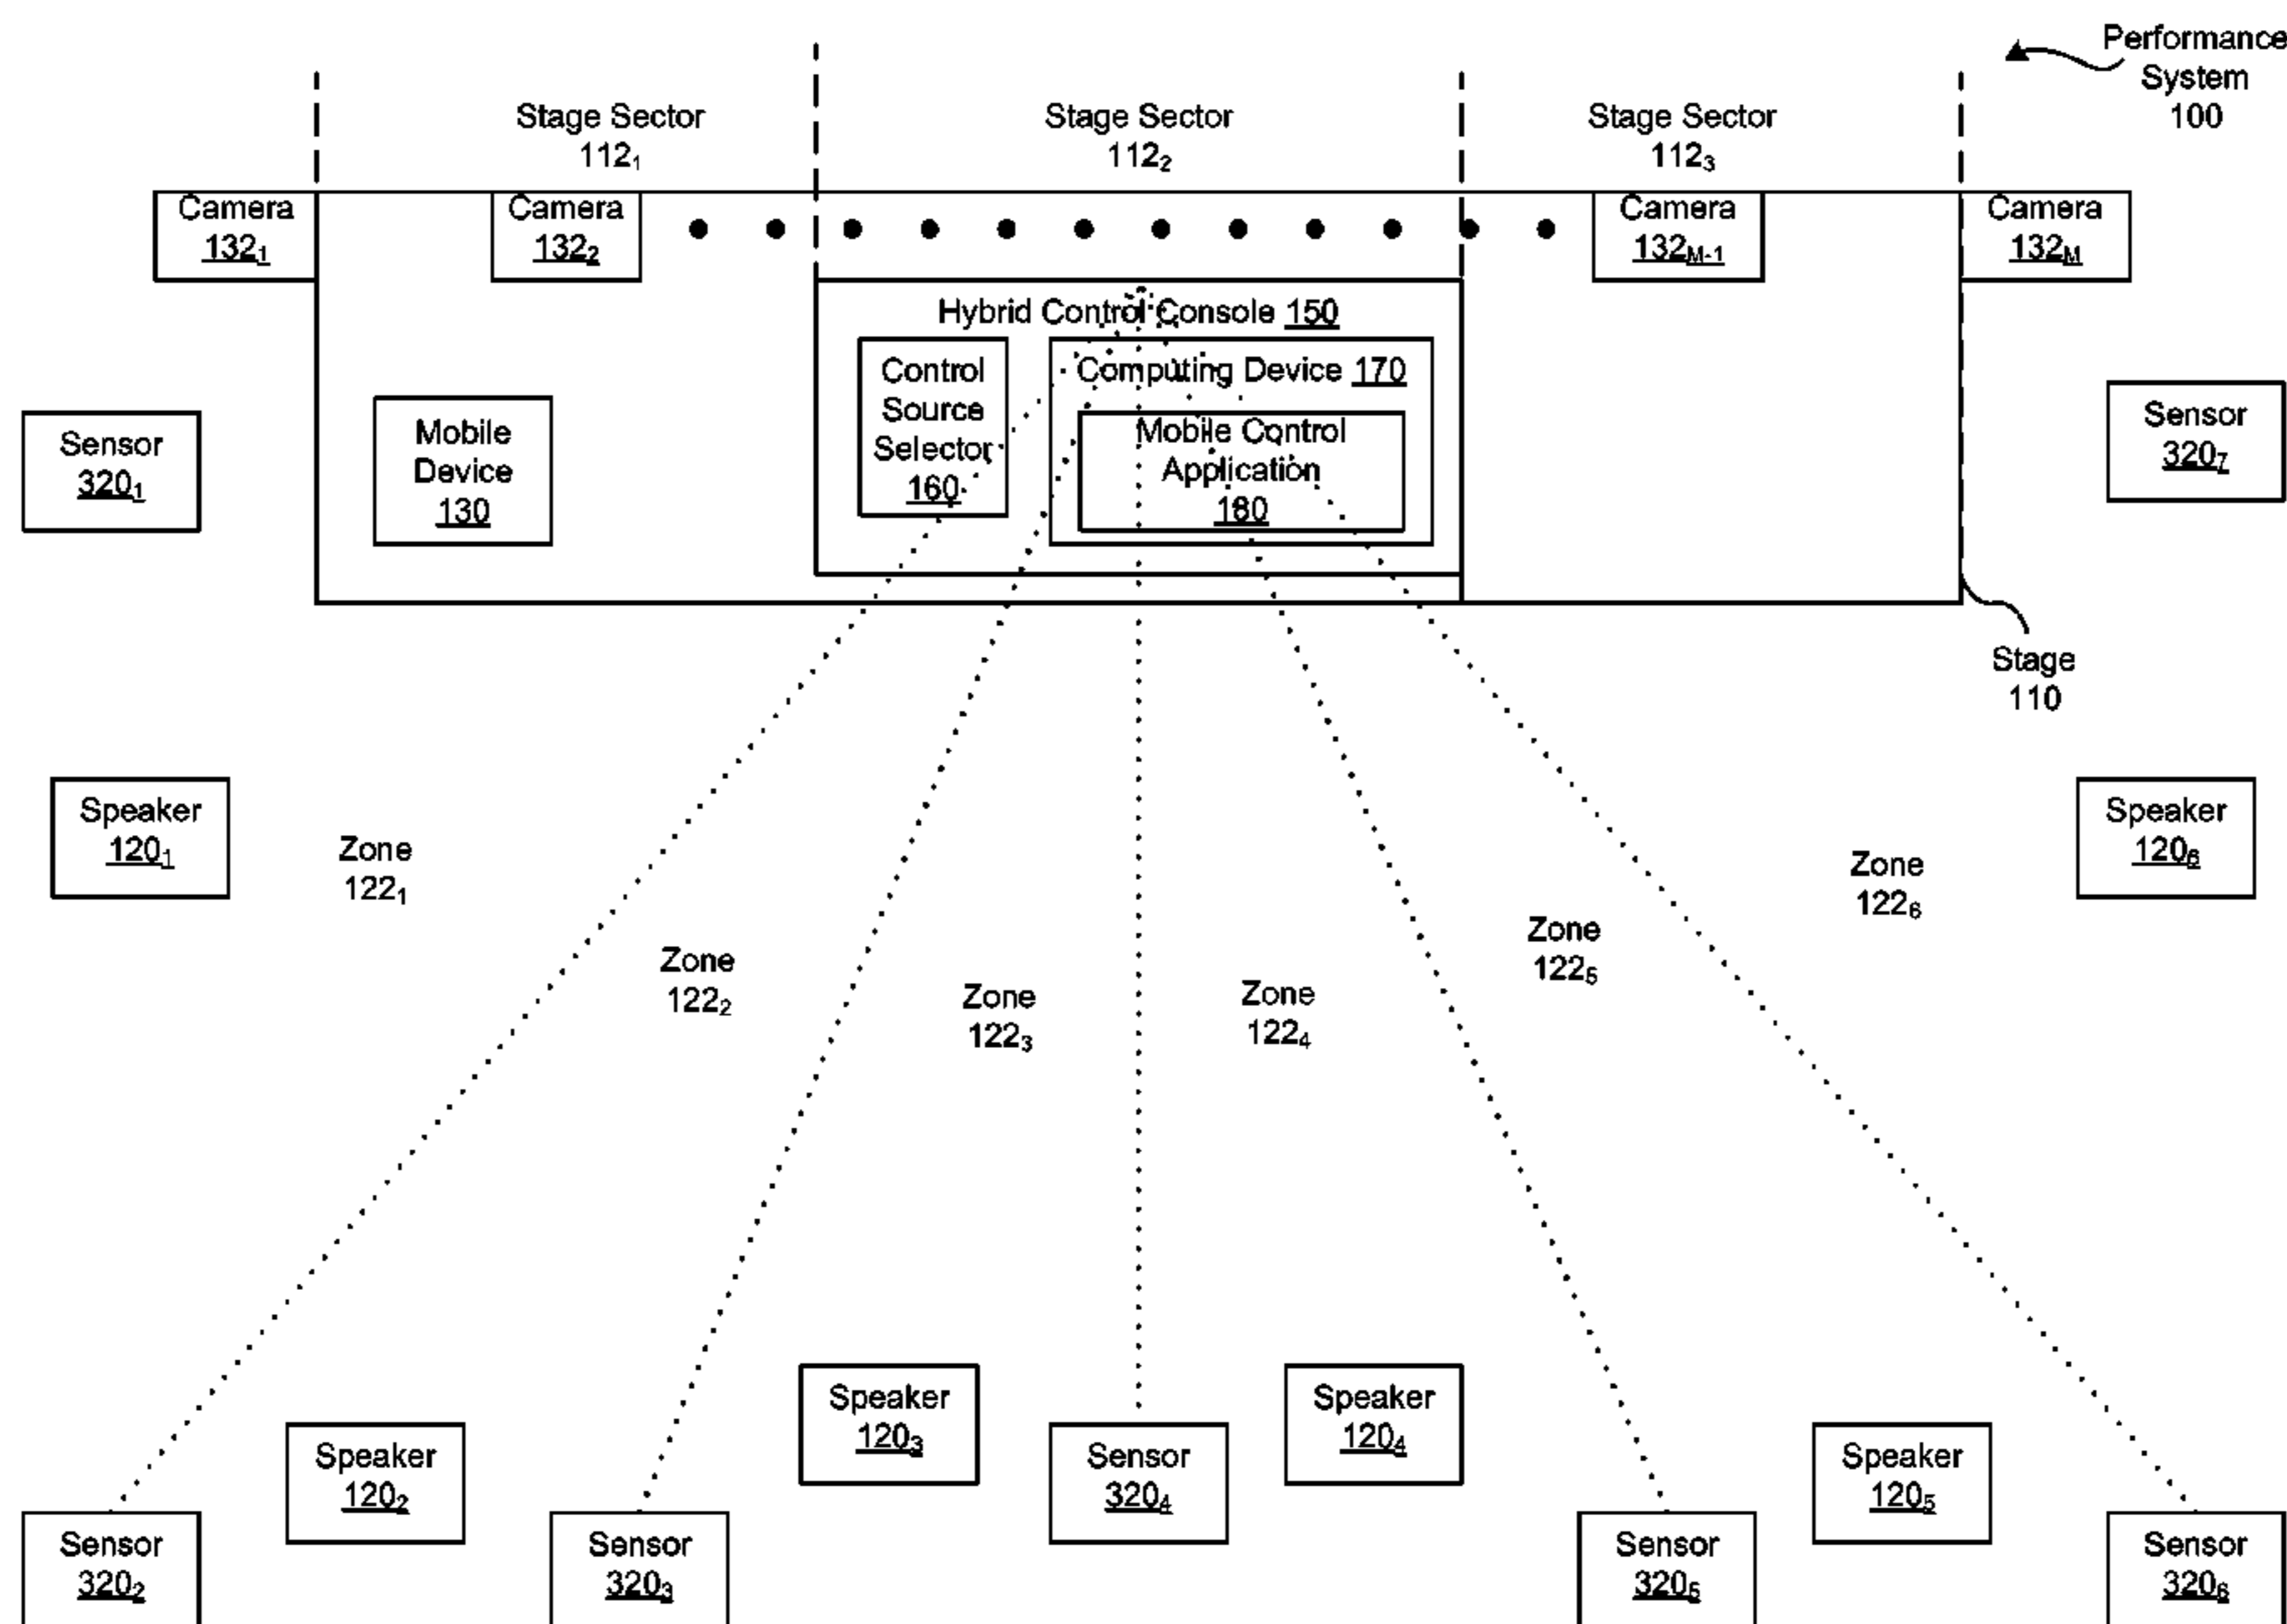 Performance
System
100
Stage Sector
112₁
Stage Sector
112₂
Stage Sector
112₃
Camera
132₁
Camera
132₂
Camera
132M-1
Camera
132M
Hybrid Control Console 150
Control
Source
Selector
160
Computing Device 170
Mobile Control
Application
180
Mobile
Device
130
Sensor
320₁
Sensor
320₇
Stage
110
Speaker
120₁
Zone
122₁
Zone
122₂
Zone
122₃
Zone
122₄
Zone
122₅
Zone
122₆
Speaker
120₆
Speaker
120₂
Speaker
120₃
Speaker
120₄
Speaker
120₅
Sensor
320₂
Sensor
320₃
Sensor
320₄
Sensor
320₅
Sensor
320₆